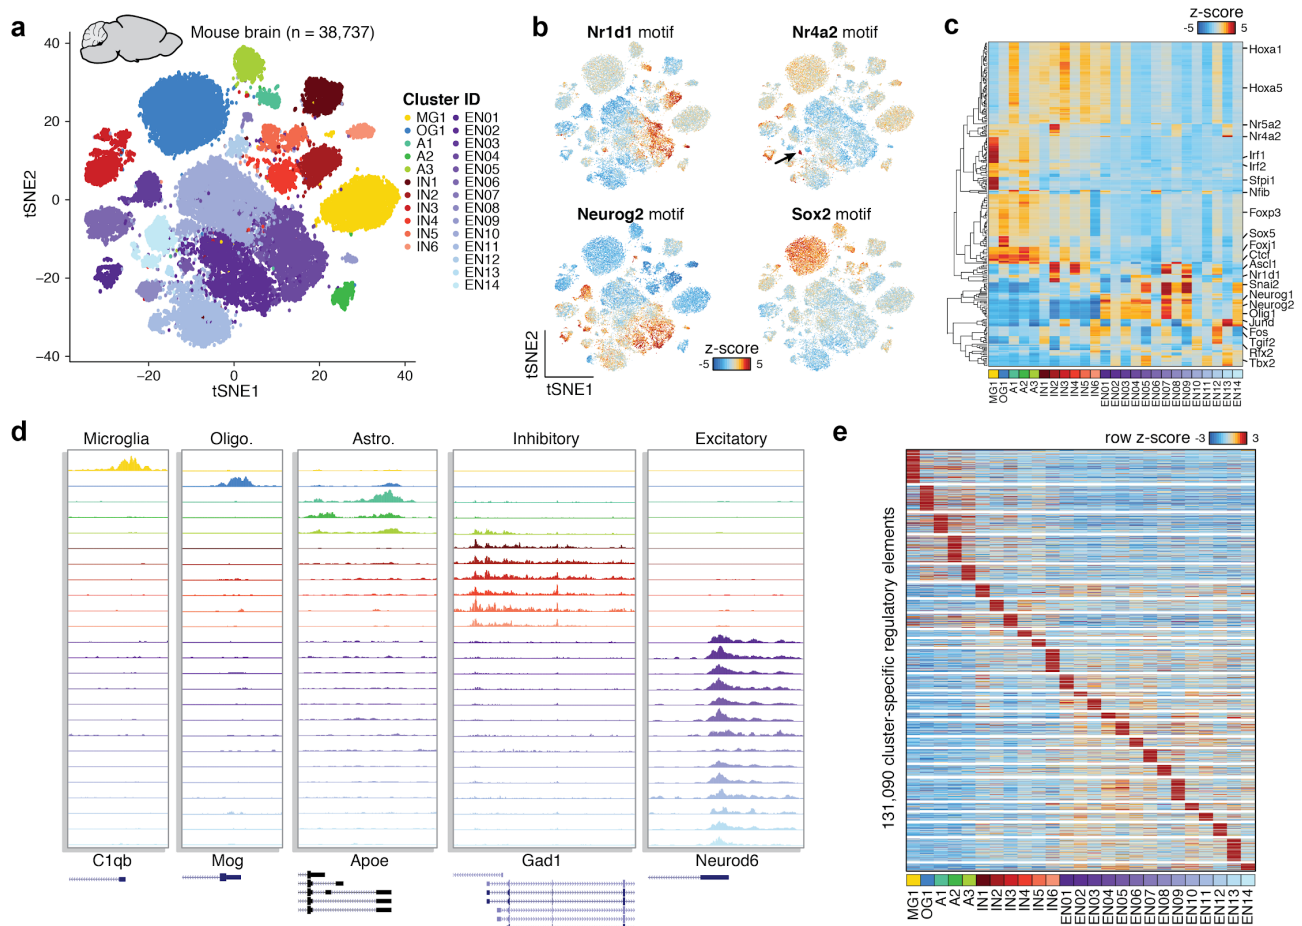 a
Mouse brain (n = 38,737)
40
20
0
−20
−40
tSNE2
−20
0
20
40
tSNE1
Cluster ID
MG1
OG1
A1
A2
A3
IN1
IN2
IN3
IN4
IN5
IN6
EN01
EN02
EN03
EN04
EN05
EN06
EN07
EN08
EN09
EN10
EN11
EN12
EN13
EN14
b
Nr1d1 motif
Nr4a2 motif
Neurog2 motif
Sox2 motif
tSNE2
tSNE1
z-score
-5 5
c
z-score
-5 5
Hoxa1
Hoxa5
Nr5a2
Nr4a2
Irf1
Irf2
Sfpi1
Nfib
Foxp3
Sox5
Foxj1
Ctcf
Ascl1
Nr1d1
Snai2
Neurog1
Neurog2
Olig1
Jund
Fos
Tgif2
Rfx2
Tbx2
MG1
OG1
A1
A2
A3
IN1
IN2
IN3
IN4
IN5
IN6
EN01
EN02
EN03
EN04
EN05
EN06
EN07
EN08
EN09
EN10
EN11
EN12
EN13
EN14
d
Microglia
Oligo.
Astro.
Inhibitory
Excitatory
C1qb
Mog
Apoe
Gad1
Neurod6
e
row z-score -3 3
131,090 cluster-specific regulatory elements
MG1
OG1
A1
A2
A3
IN1
IN2
IN3
IN4
IN5
IN6
EN01
EN02
EN03
EN04
EN05
EN06
EN07
EN08
EN09
EN10
EN11
EN12
EN13
EN14